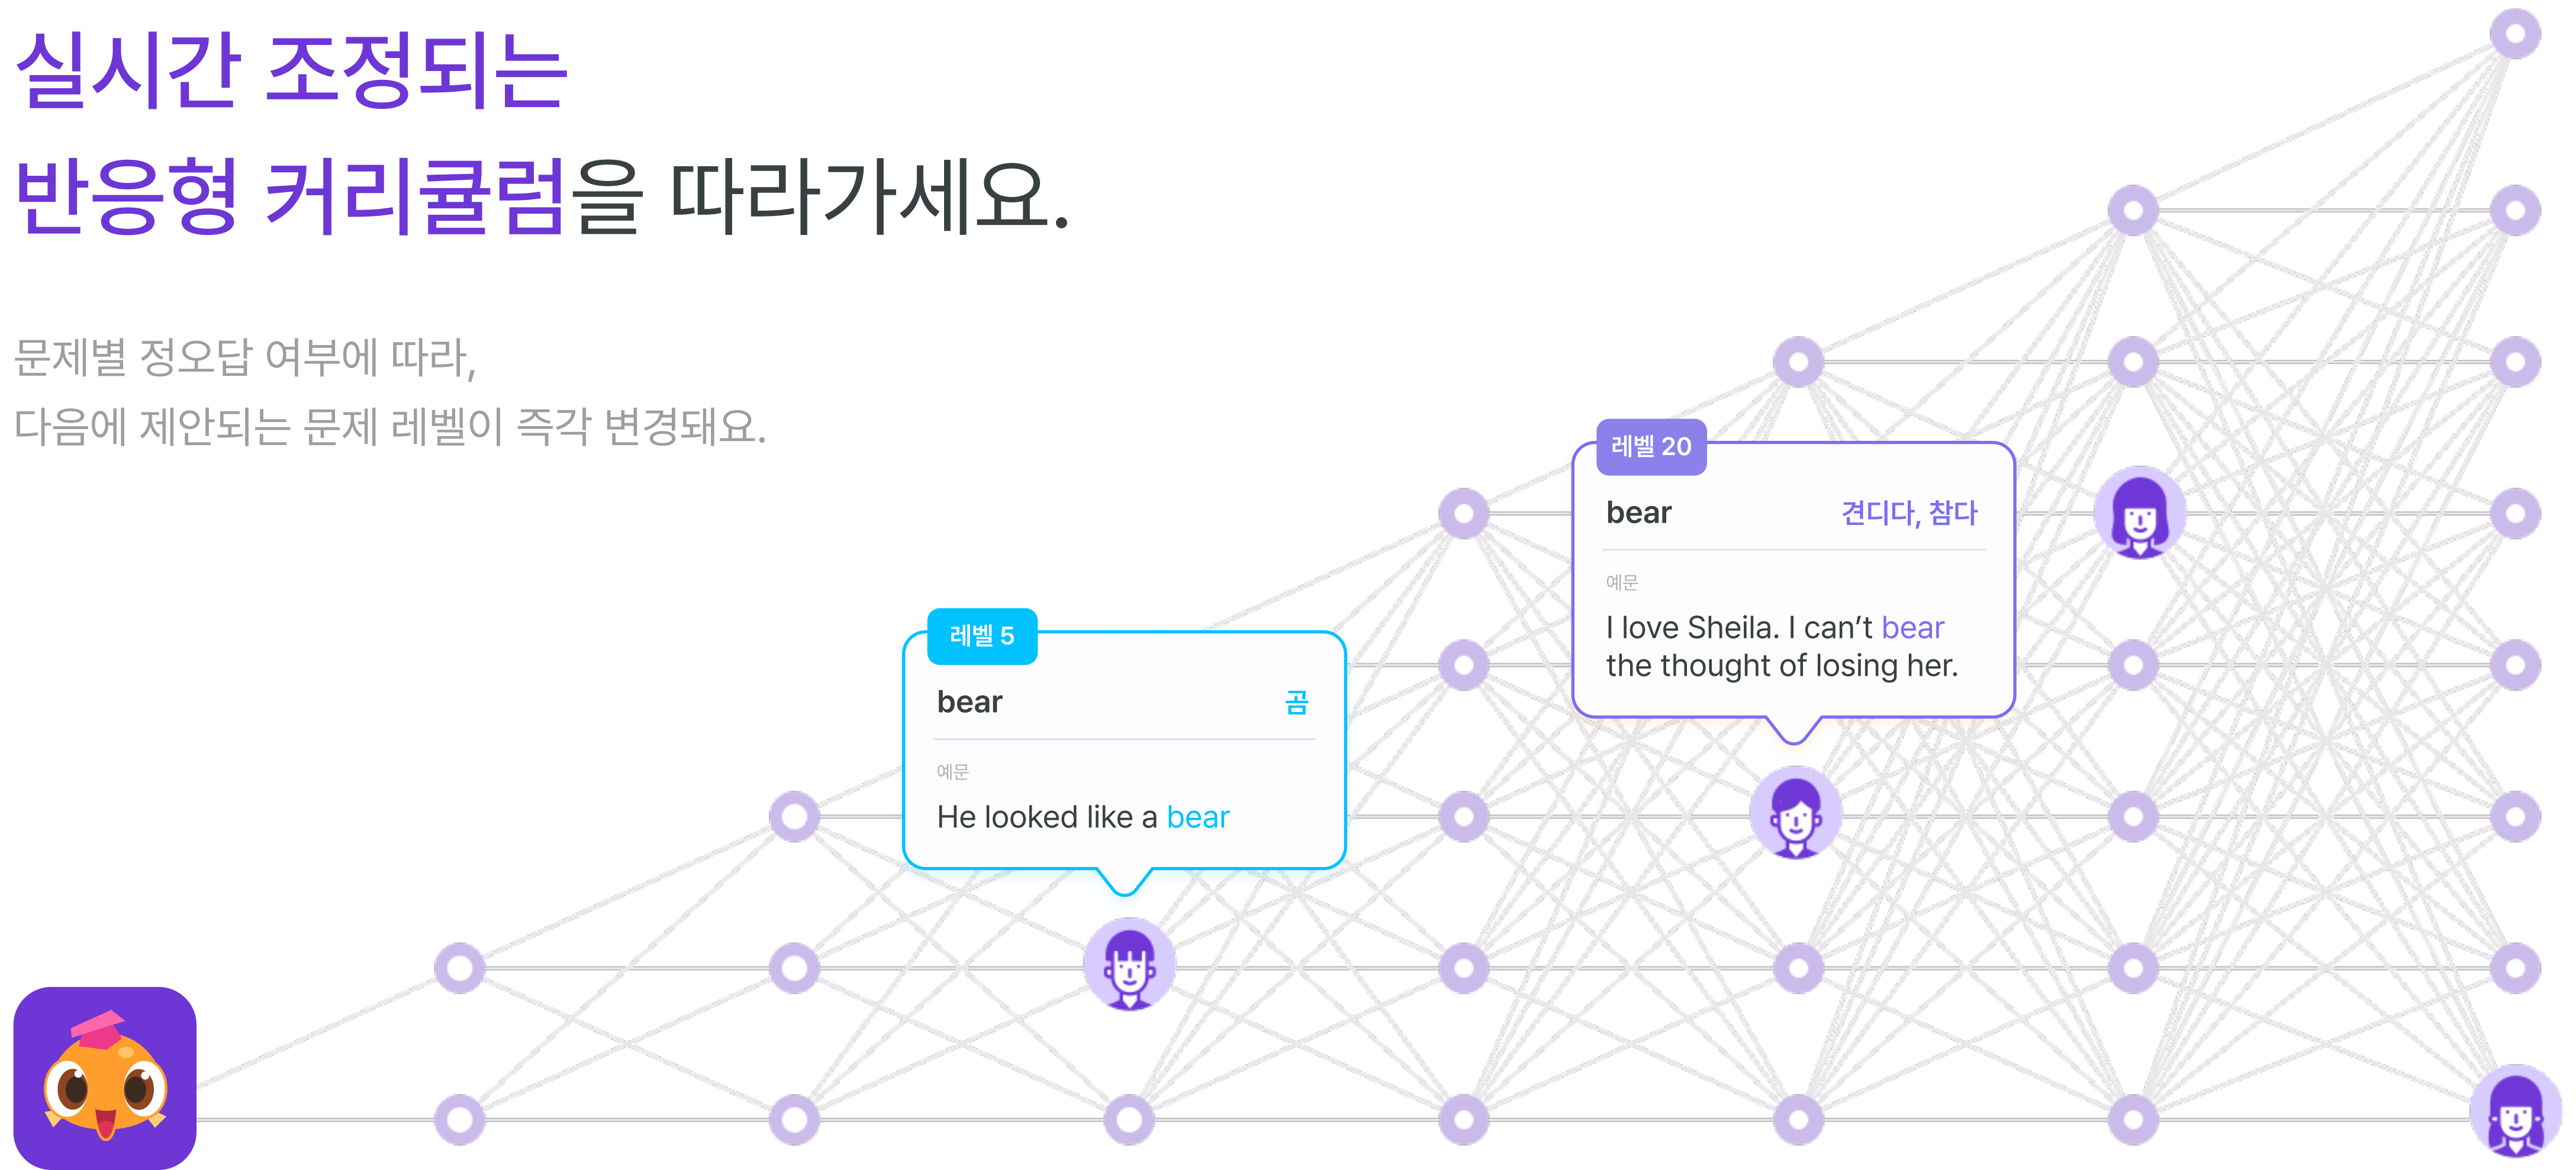 실시간 조정되는
반응형 커리큘럼을 따라가세요.
문제별 정오답 여부에 따라,
다음에 제안되는 문제 레벨이 즉각 변경돼요.
레벨 5
bear 곰
예문
He looked like a bear
레벨 20
bear 견디다, 참다
예문
I love Sheila. I can’t bear
the thought of losing her.